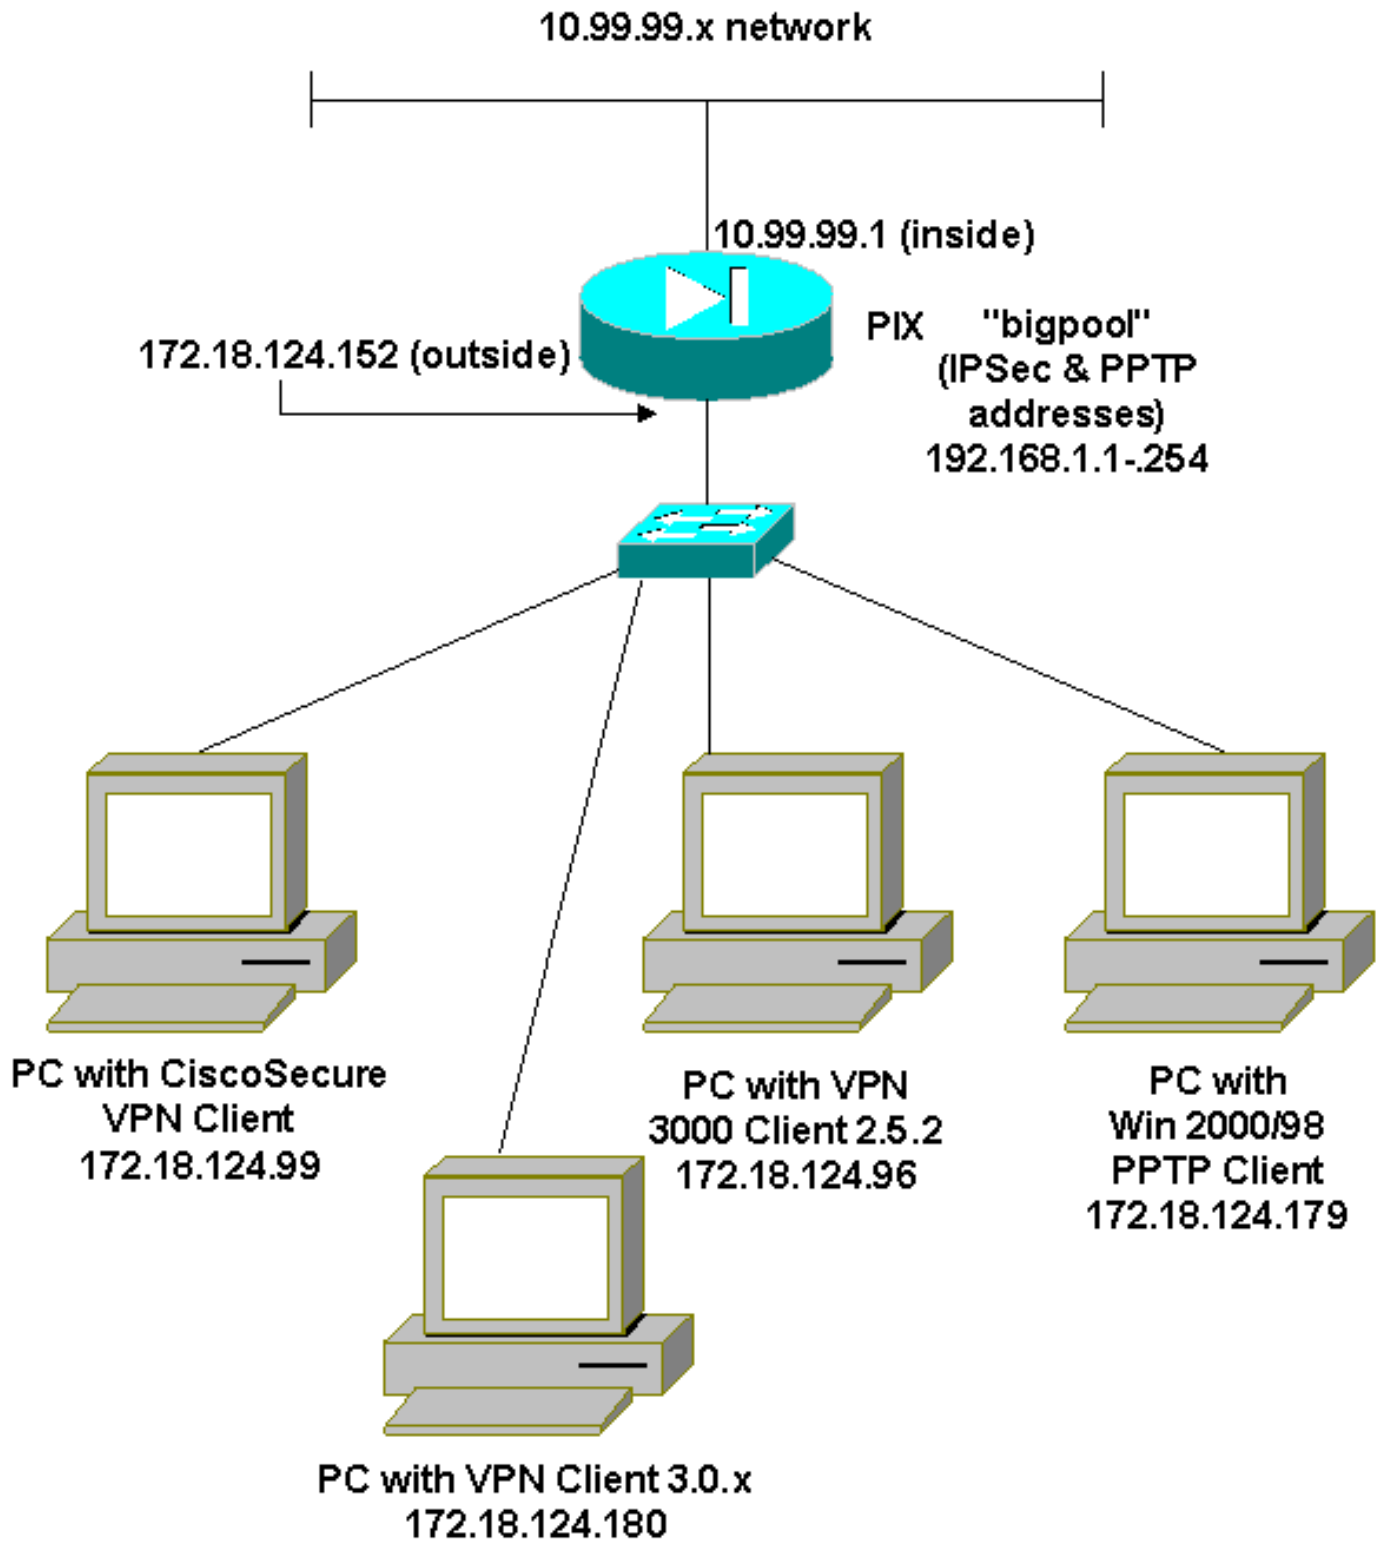 10.99.99.x network
10.99.99.1 (inside)
172.18.124.152 (outside)
PIX
"bigpool"
(IPSec & PPTP
addresses)
192.168.1.1-.254
PC with CiscoSecure
VPN Client
172.18.124.99
PC with VPN
3000 Client 2.5.2
172.18.124.96
PC with
Win 2000/98
PPTP Client
172.18.124.179
PC with VPN Client 3.0.x
172.18.124.180